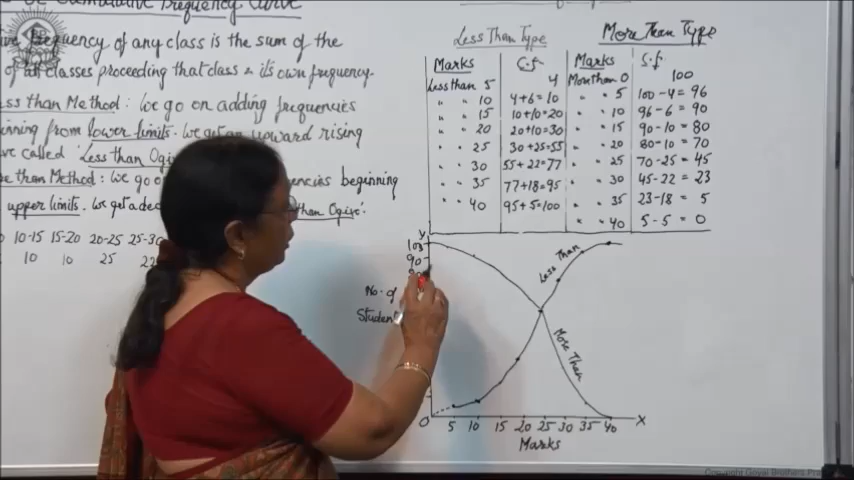 Cumulative Frequency Curve
frequency of any class is the sum of the
of all classes proceeding that class & its own frequency.
Less than Method: We go on adding frequencies
lower limits. We get an upward rising
called 'Less than Ogive
than Method: We go frequencies beginning
upper limits. We get a than Ogive'.
10-15 15-20 20-25 25-30
10 10 25 22
Less Than Type More Than Type
Marks C.f Marks C.f
Less than 5 4 More than 0 100
" " 10 4+6=10 " " 5 100-4=96
" " 15 10+10=20 " " 10 96-6=90
" " 20 20+10=30 " " 15 90-10=80
" " 25 30+25=55 " " 20 80-10=70
" " 30 55+22=77 " " 25 70-25=45
" " 35 77+18=95 " " 30 45-22=23
" " 40 95+5=100 " " 35 23-18=5
" " 40 5-5=0
Y
90
No. of
Student
Less Than
More Than
O 5 10 15 20 25 30 35 40 X
Marks
Copyright Goyal Brothers